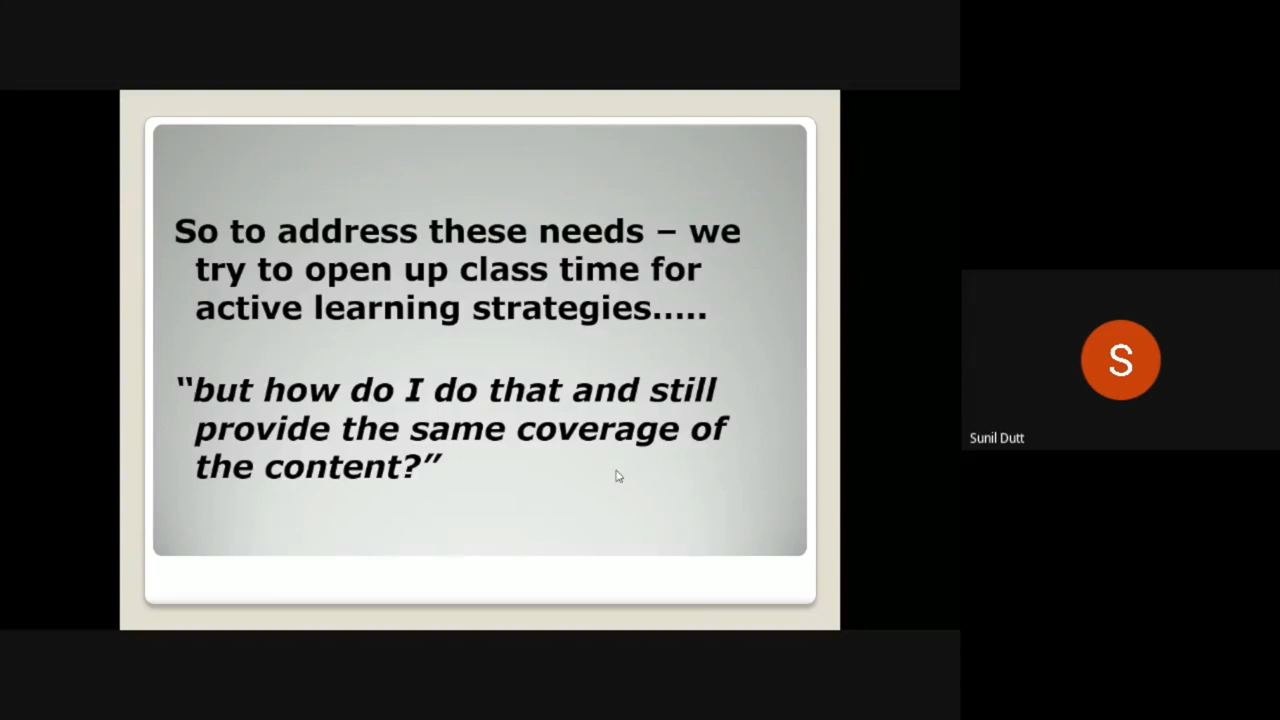 So to address these needs – we
try to open up class time for
active learning strategies.....
“but how do I do that and still
provide the same coverage of
the content?”
S
Sunil Dutt